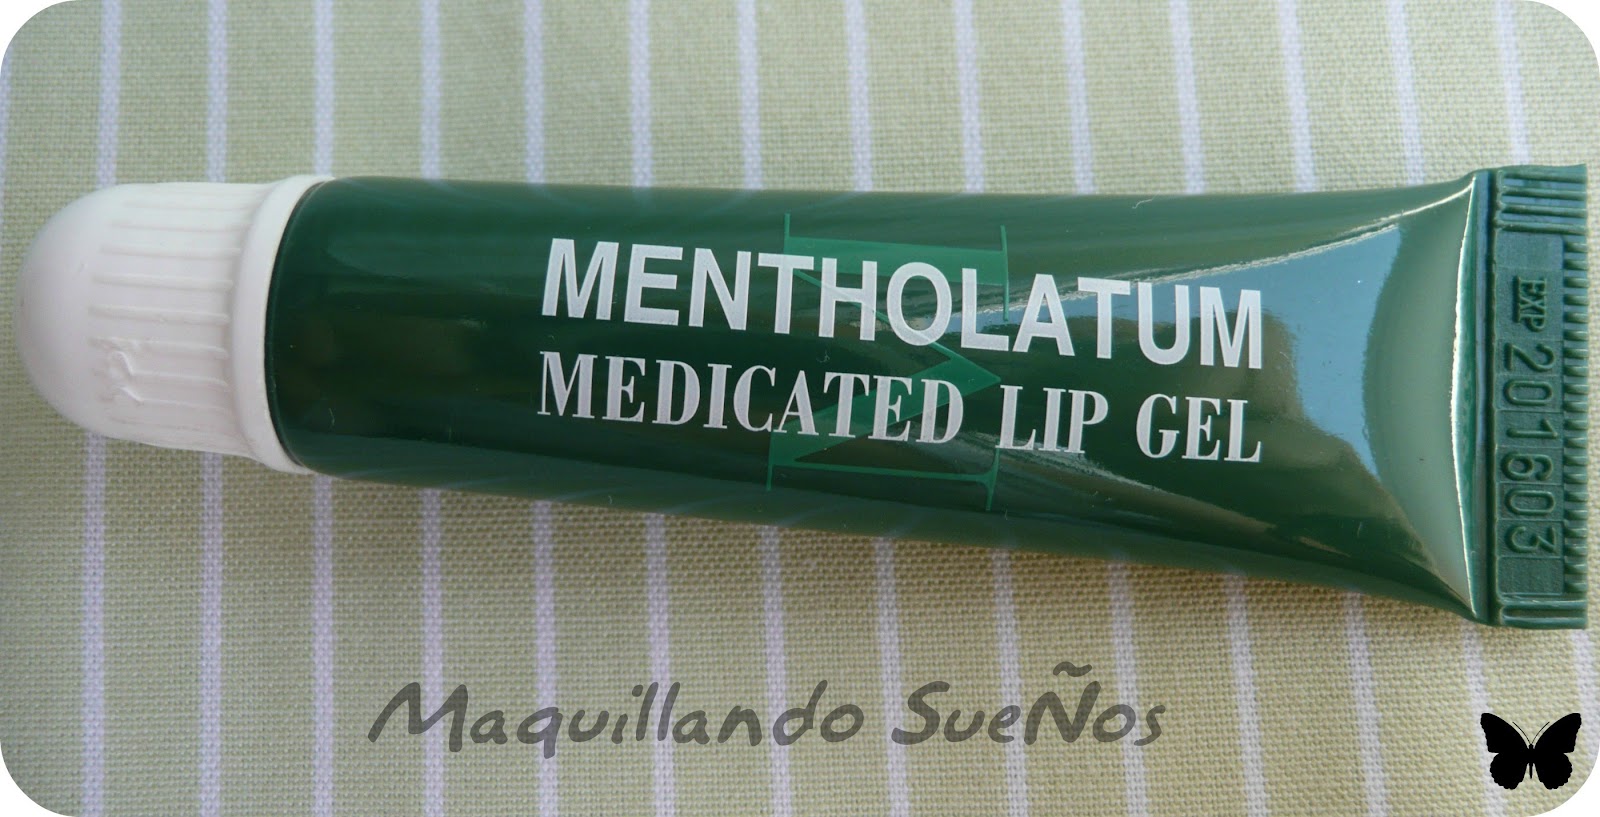 MENTHOLATUM
MEDICATED LIP GEL
M
EXP 201603
Maquillando SueÑos